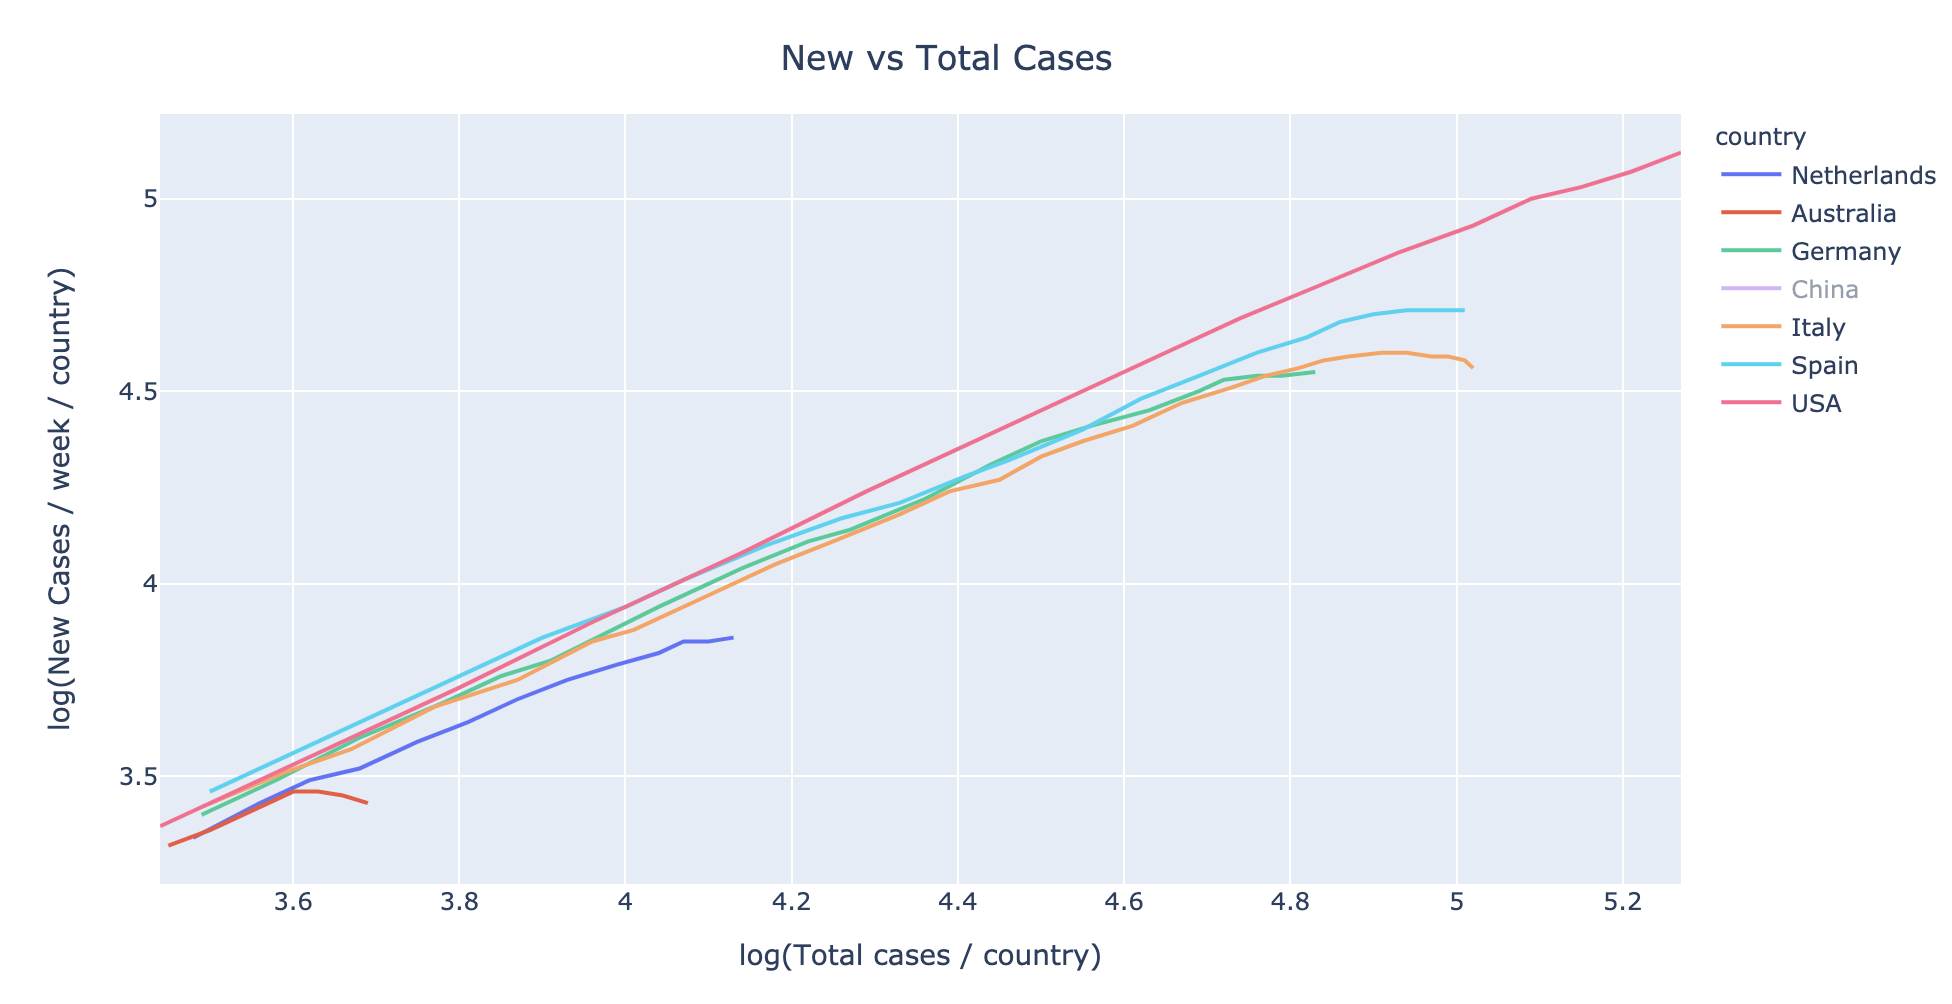 New vs Total Cases
log(New Cases / week / country)
5
4.5
4
3.5
3.6 3.8 4 4.2 4.4 4.6 4.8 5 5.2
log(Total cases / country)
country
Netherlands
Australia
Germany
China
Italy
Spain
USA